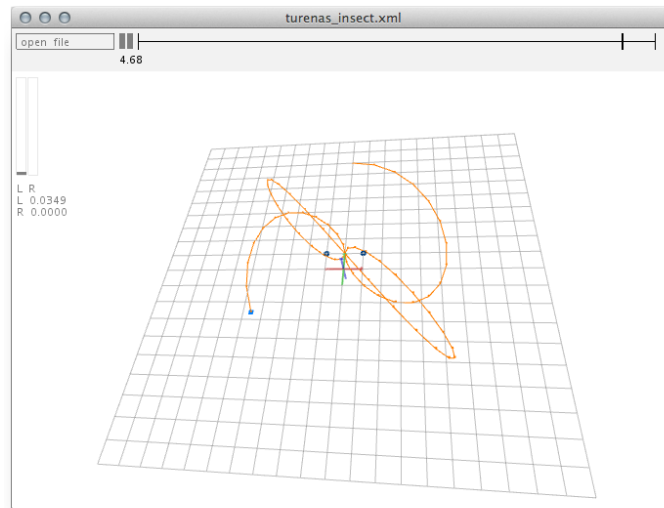 turenas_insect.xml
open file
4.68
L R
L 0.0349
R 0.0000